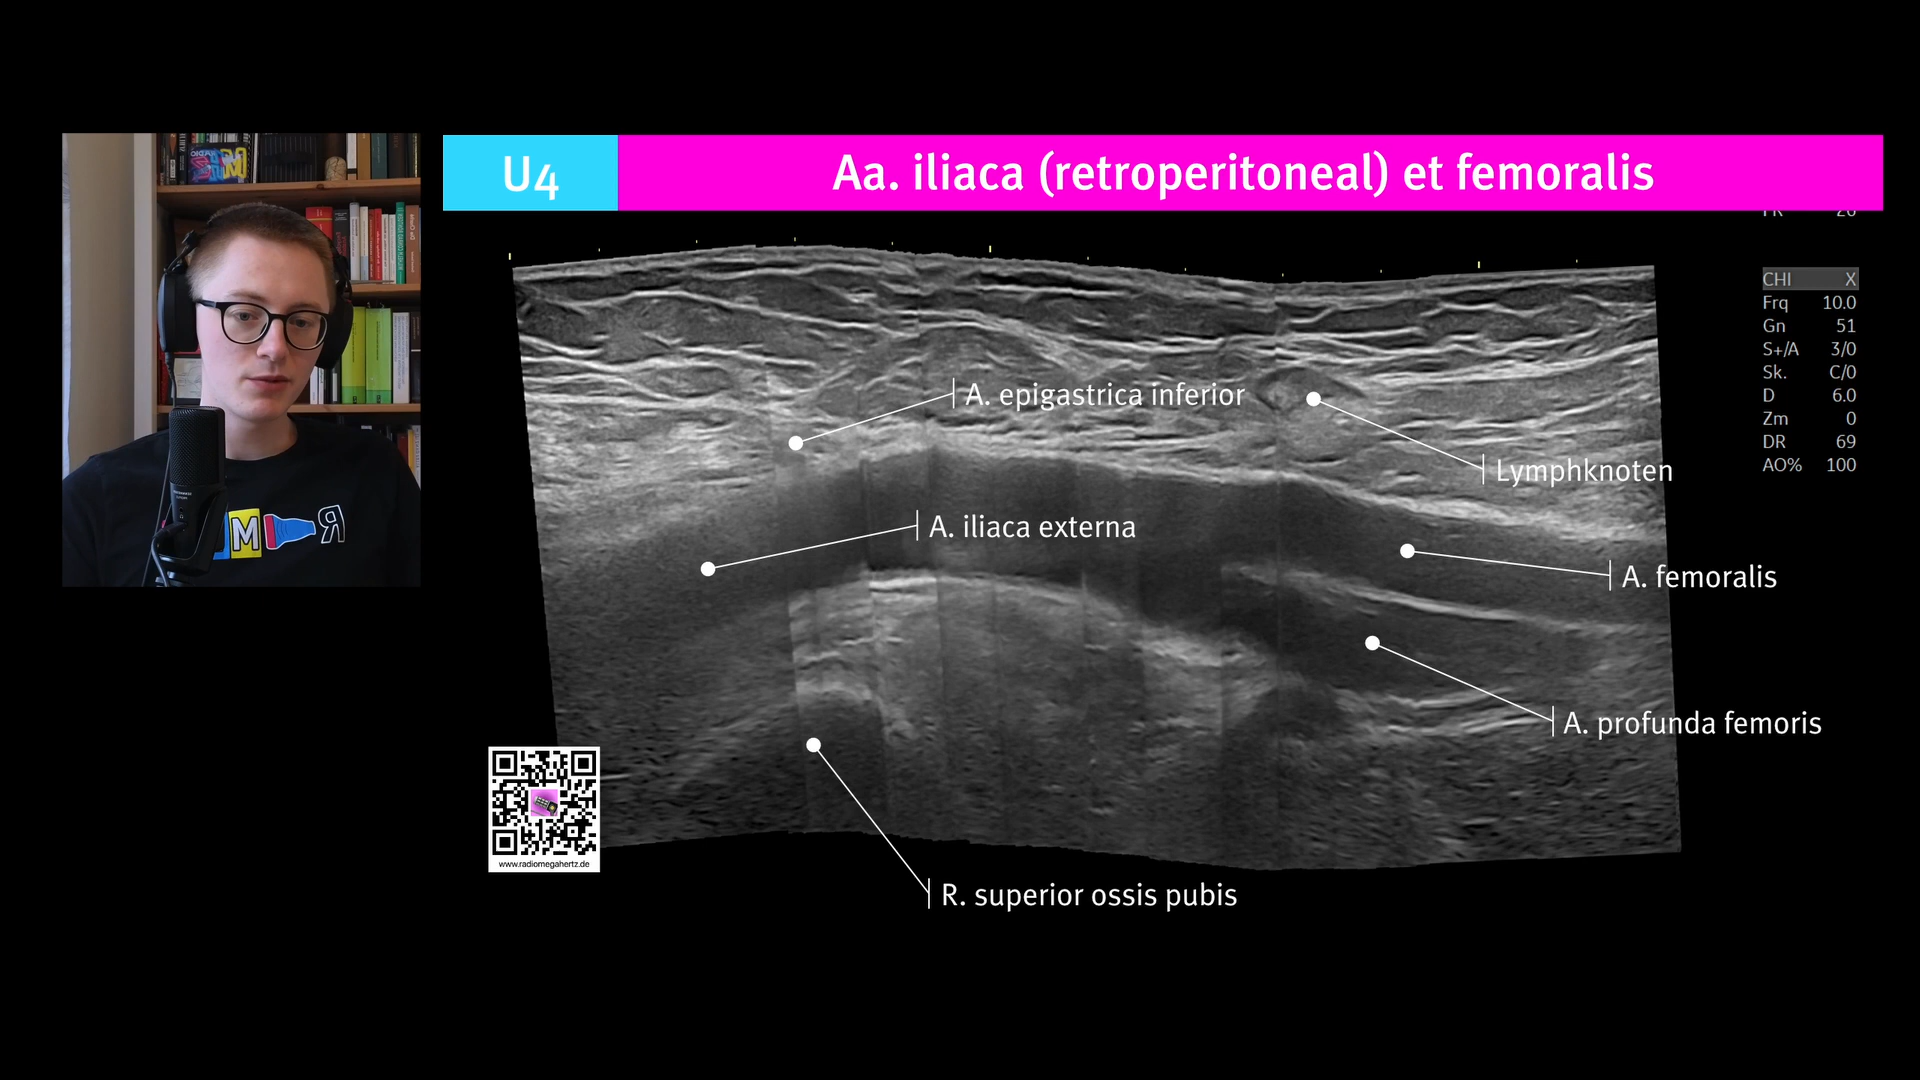 U4
Aa. iliaca (retroperitoneal) et femoralis
CHI X
Frq 10.0
Gn 51
S+/A 3/0
Sk. C/0
D 6.0
Zm 0
DR 69
AO% 100
A. epigastrica inferior
Lymphknoten
A. iliaca externa
A. femoralis
A. profunda femoris
R. superior ossis pubis
www.radiomegahertz.de
M